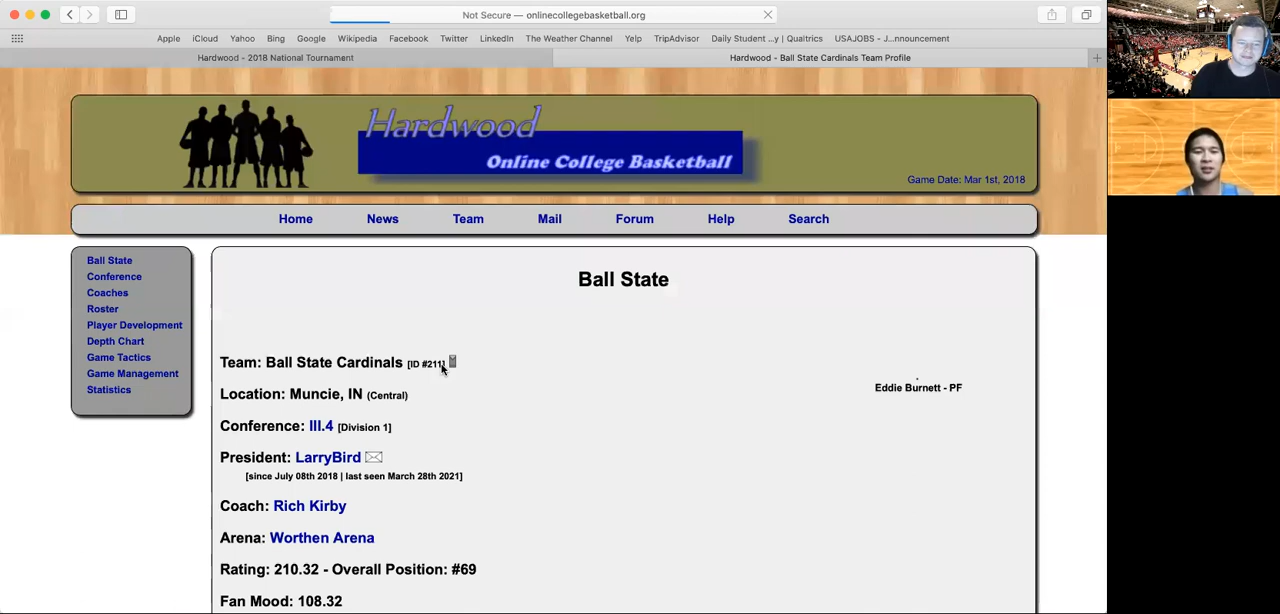 Not Secure — onlinecollegebasketball.org
Apple iCloud Yahoo Bing Google Wikipedia Facebook Twitter LinkedIn The Weather Channel Yelp TripAdvisor Daily Student ...y | Qualtrics USAJOBS - J...nnouncement
Hardwood - 2018 National Tournament Hardwood - Ball State Cardinals Team Profile
Hardwood
Online College Basketball
Game Date: Mar 1st, 2018
Home News Team Mail Forum Help Search
Ball State
Conference
Coaches
Roster
Player Development
Depth Chart
Game Tactics
Game Management
Statistics
Ball State
Team: Ball State Cardinals [ID #211]
Location: Muncie, IN (Central)
Eddie Burnett - PF
Conference: III.4 [Division 1]
President: LarryBird
[since July 08th 2018 | last seen March 28th 2021]
Coach: Rich Kirby
Arena: Worthen Arena
Rating: 210.32 - Overall Position: #69
Fan Mood: 108.32